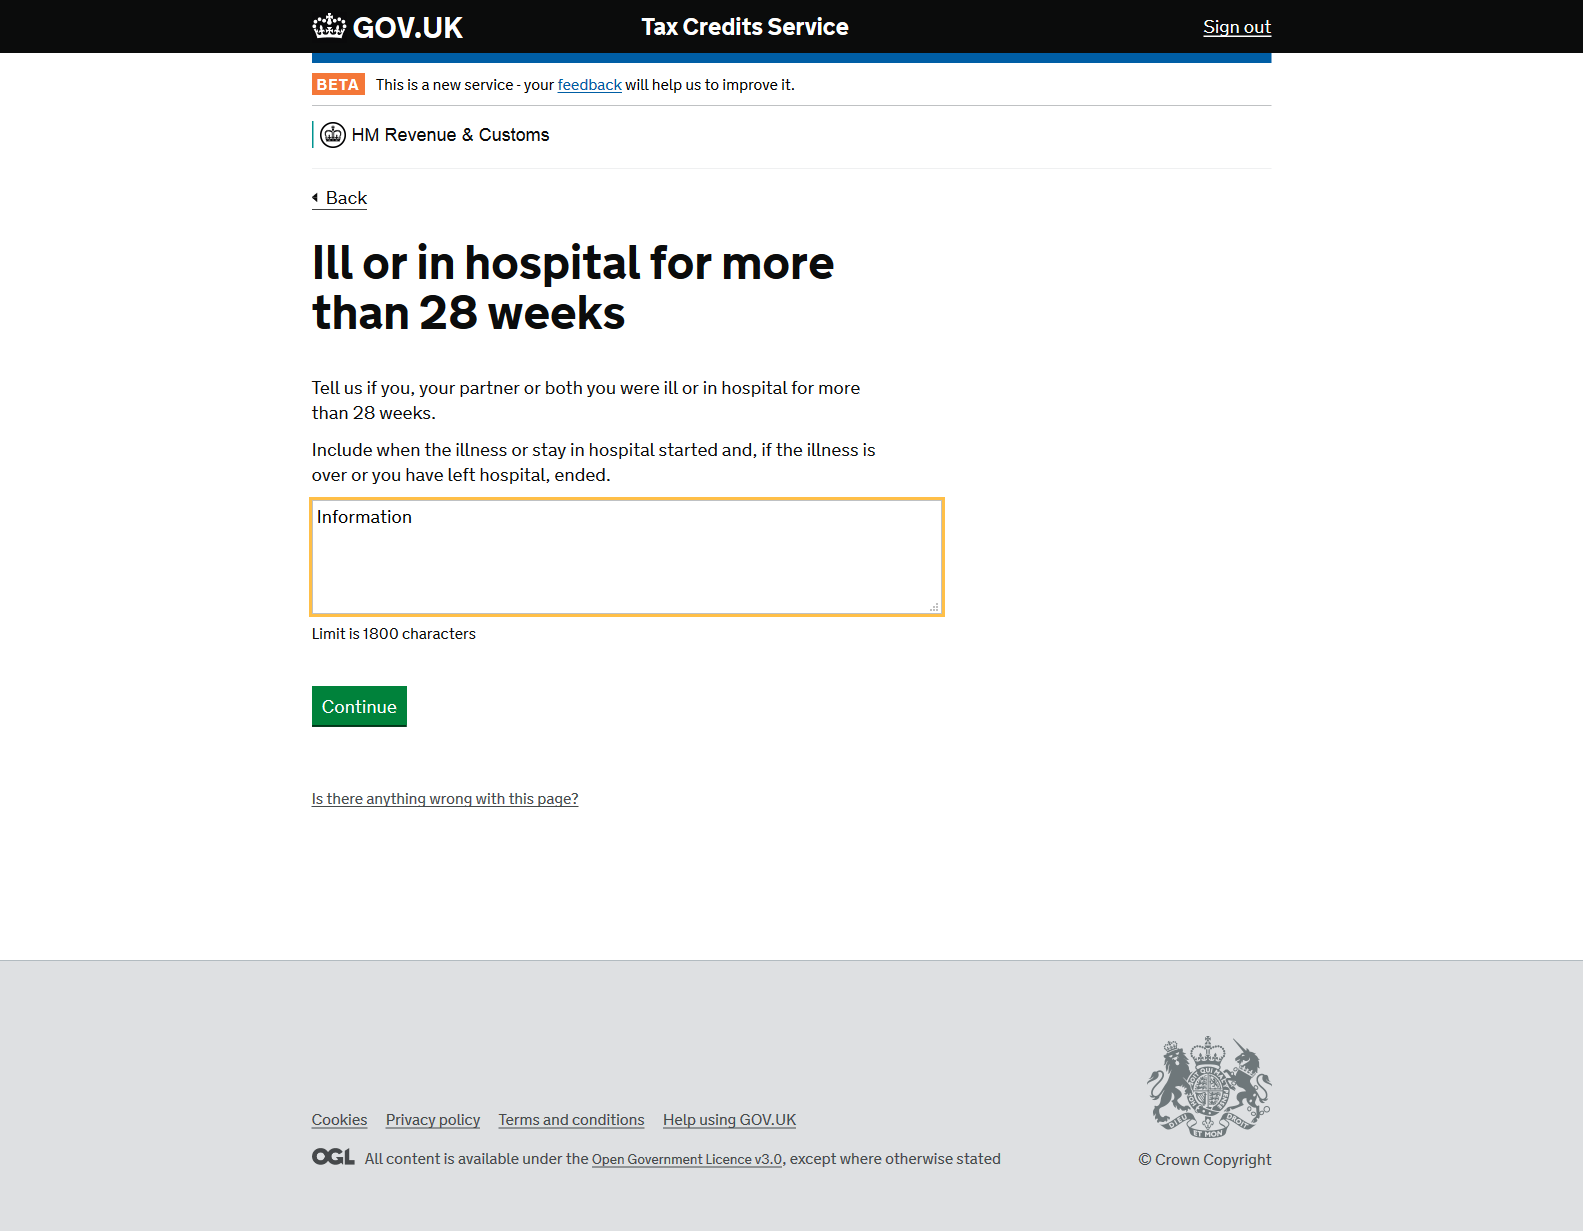 GOV.UK
Tax Credits Service
Sign out
BETA This is a new service - your feedback will help us to improve it.
HM Revenue & Customs
Back
Ill or in hospital for more
than 28 weeks
Tell us if you, your partner or both you were ill or in hospital for more
than 28 weeks.
Include when the illness or stay in hospital started and, if the illness is
over or you have left hospital, ended.
Information
Limit is 1800 characters
Continue
Is there anything wrong with this page?
Cookies Privacy policy Terms and conditions Help using GOV.UK
OGL All content is available under the Open Government Licence v3.0, except where otherwise stated
DIEU ET MON DROIT
© Crown Copyright